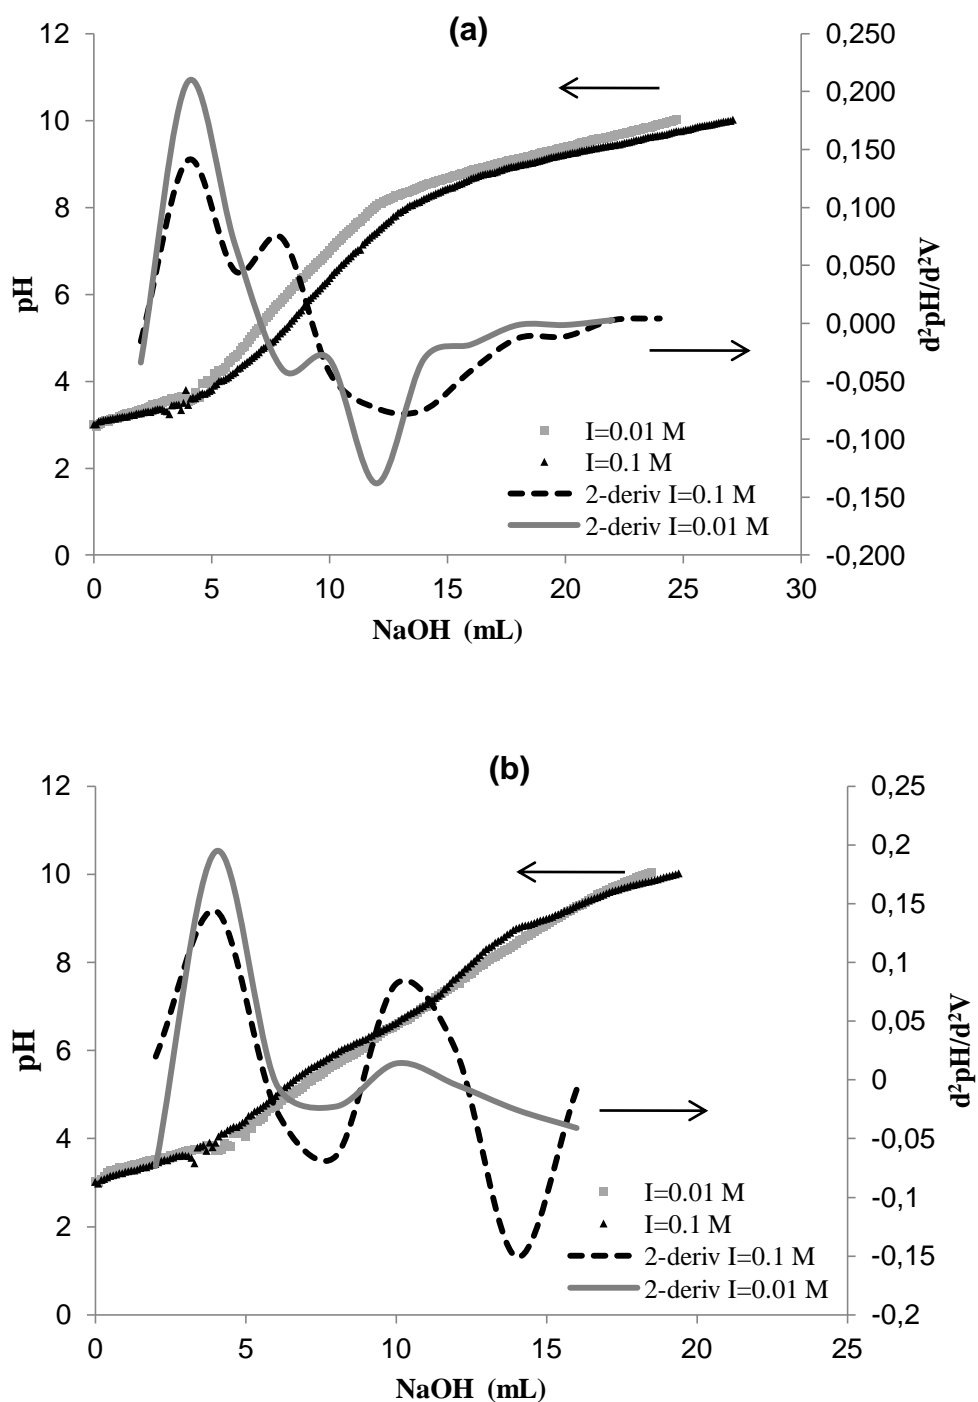 (a)
12
10
8
6
4
2
0
pH
0,250
0,200
0,150
0,100
0,050
0,000
-0,050
-0,100
-0,150
-0,200
d²pH/d²V
I=0.01 M
I=0.1 M
2-deriv I=0.1 M
2-deriv I=0.01 M
0 5 10 15 20 25 30
NaOH (mL)
(b)
12
10
8
6
4
2
0
pH
0,25
0,2
0,15
0,1
0,05
0
-0,05
-0,1
-0,15
-0,2
d²pH/d²V
I=0.01 M
I=0.1 M
2-deriv I=0.1 M
2-deriv I=0.01 M
0 5 10 15 20 25
NaOH (mL)